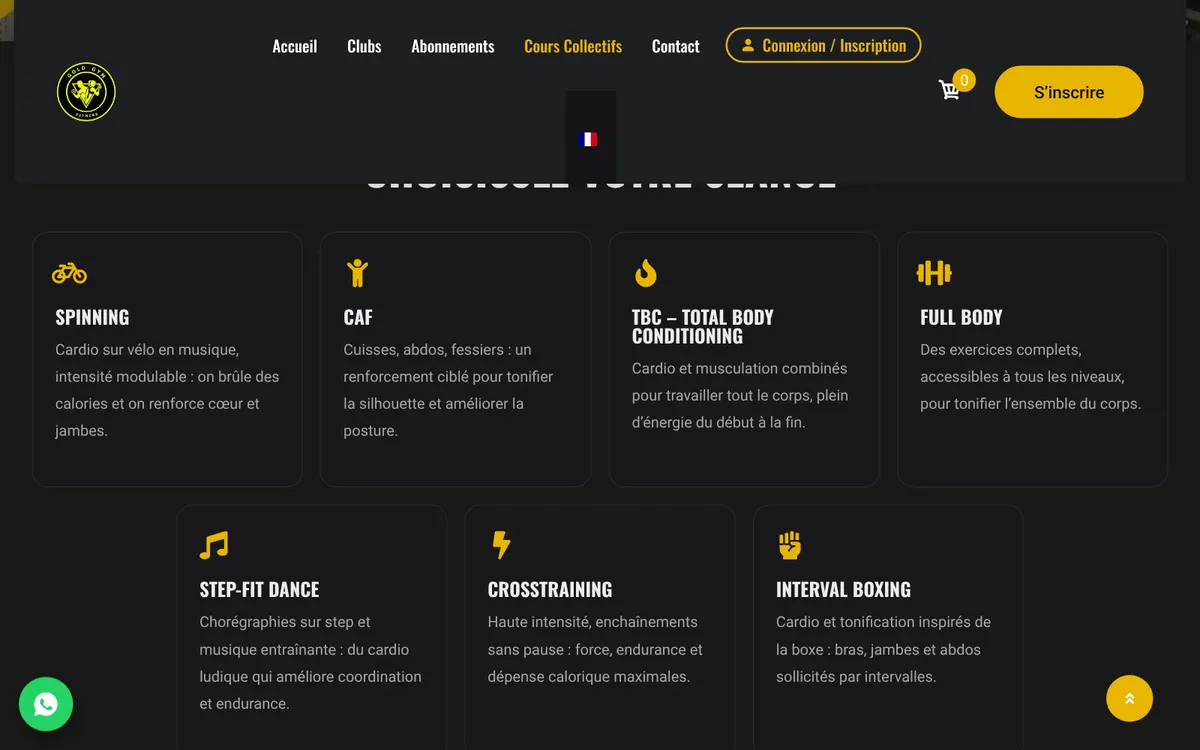 Accueil
Clubs
Abonnements
Cours Collectifs
Contact
Connexion / Inscription
GOLD GYM
FITNESS
0
S'inscrire
SPINNING
Cardio sur vélo en musique,
intensité modulable : on brûle des
calories et on renforce cœur et
jambes.
CAF
Cuisses, abdos, fessiers : un
renforcement ciblé pour tonifier
la silhouette et améliorer la
posture.
TBC – TOTAL BODY
CONDITIONING
Cardio et musculation combinés
pour travailler tout le corps, plein
d'énergie du début à la fin.
FULL BODY
Des exercices complets,
accessibles à tous les niveaux,
pour tonifier l'ensemble du corps.
STEP-FIT DANCE
Chorégraphies sur step et
musique entraînante : du cardio
ludique qui améliore coordination
et endurance.
CROSSTRAINING
Haute intensité, enchaînements
sans pause : force, endurance et
dépense calorique maximales.
INTERVAL BOXING
Cardio et tonification inspirés de
la boxe : bras, jambes et abdos
sollicités par intervalles.